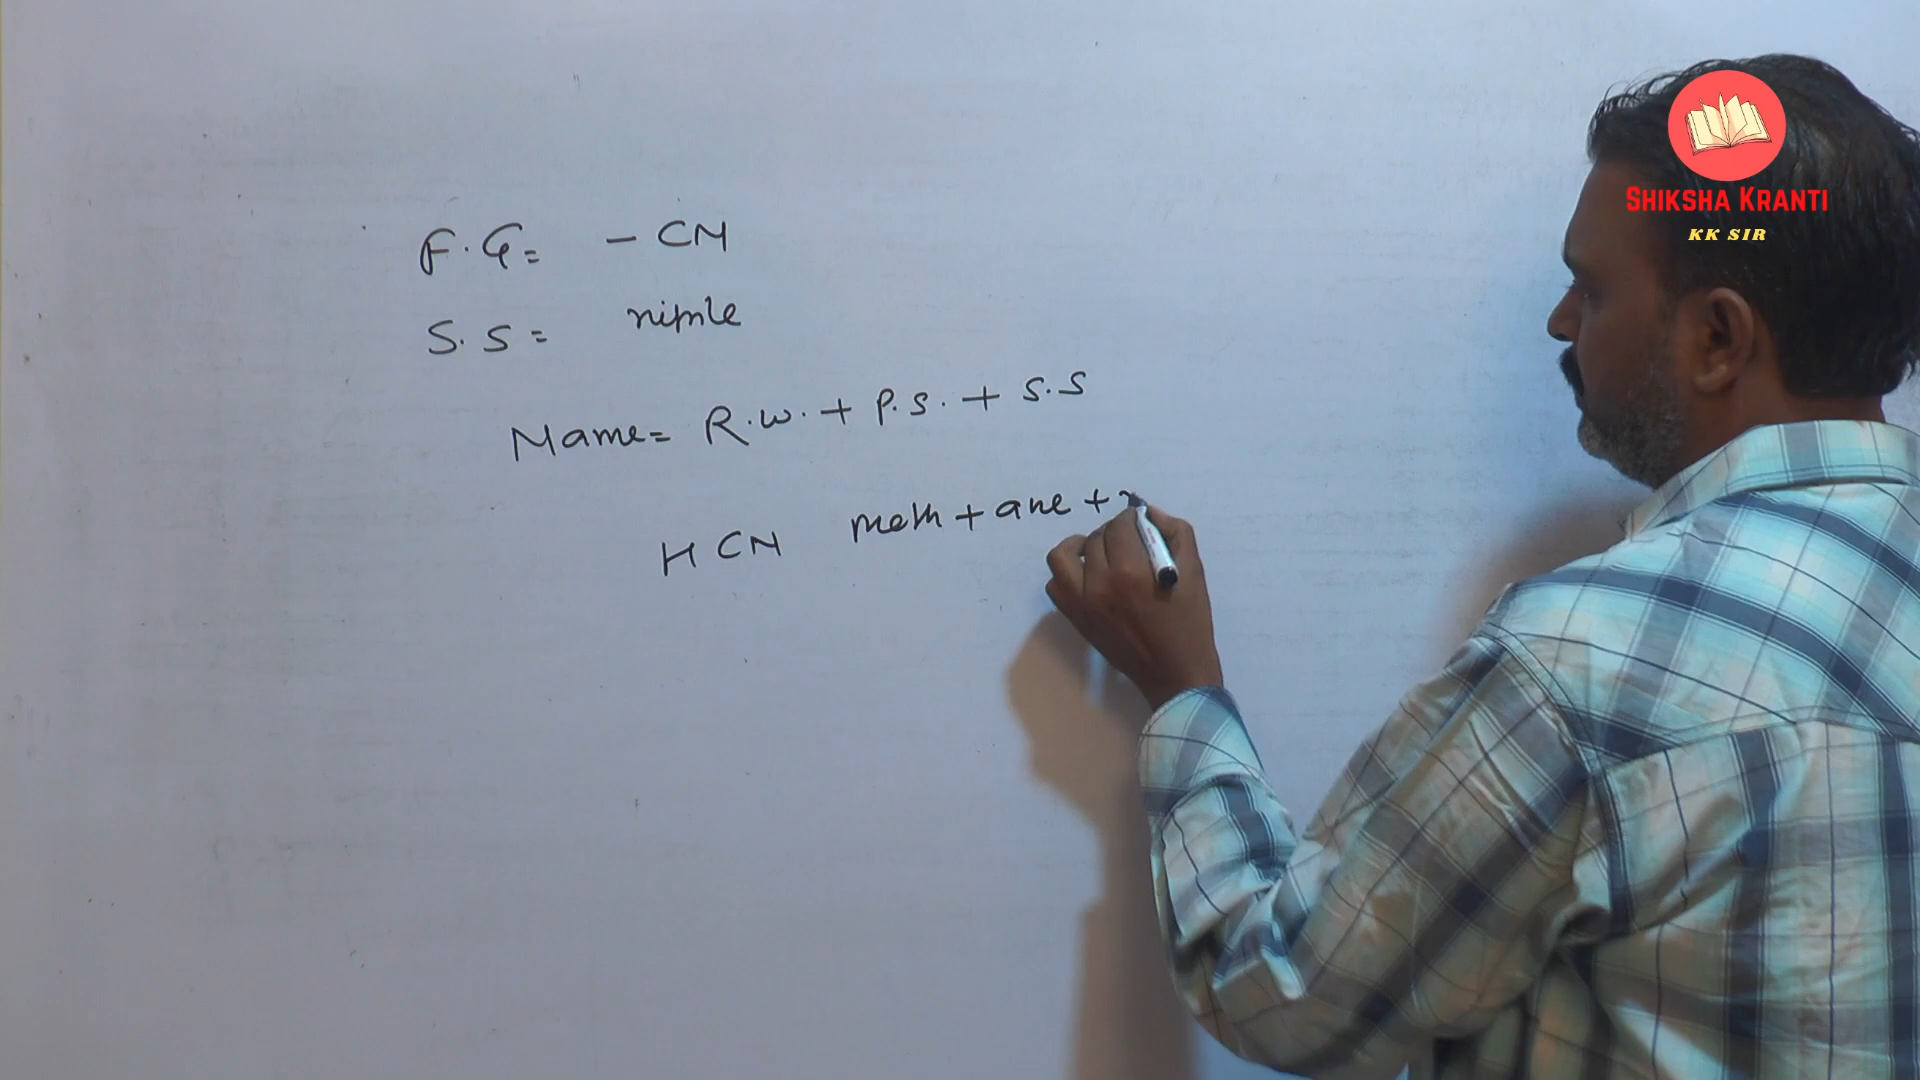 SHIKSHA KRANTI
KK SIR
F.G= - CN
S.S= nitrile
Name= R.W.+ P.S.+ S.S
HCN meth + ane +